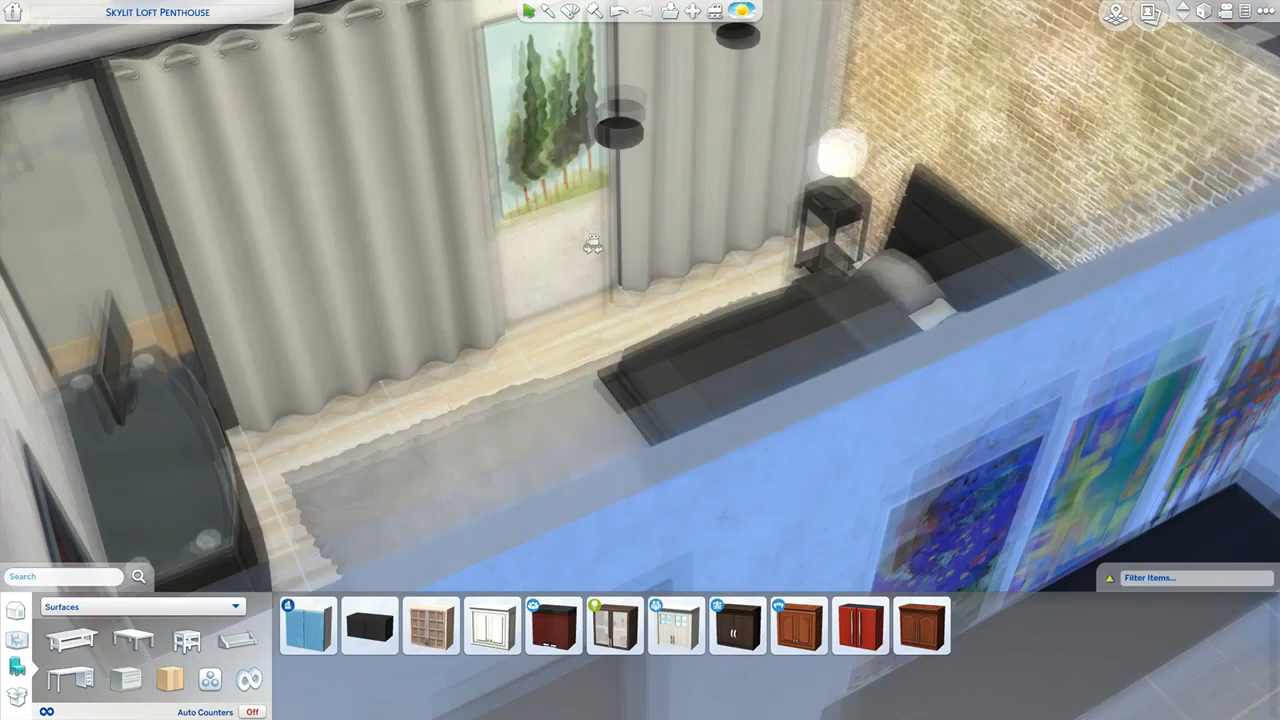 Skylit Loft Penthouse
Search
Filter Items...
Surfaces
Auto Counters
Off